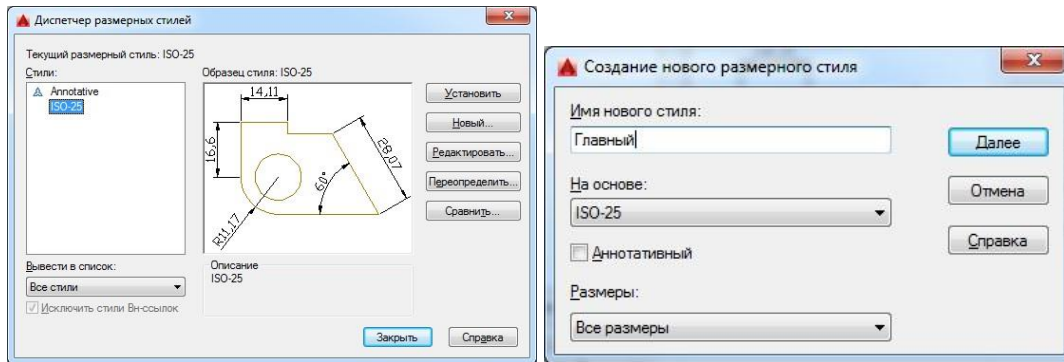 Диспетчер размерных стилей
Текущий размерный стиль: ISO-25
Стили:
Annotative
ISO-25
Образец стиля: ISO-25
14,11
16,6
28,07
60°
R11,17
Установить
Новый...
Редактировать...
Переопределить...
Сравнить...
Вывести в список:
Все стили
Исключить стили Вн-ссылок
Описание
ISO-25
Закрыть
Справка
Создание нового размерного стиля
Имя нового стиля:
Главный
Далее
На основе:
Отмена
ISO-25
Справка
Аннотативный
Размеры:
Все размеры